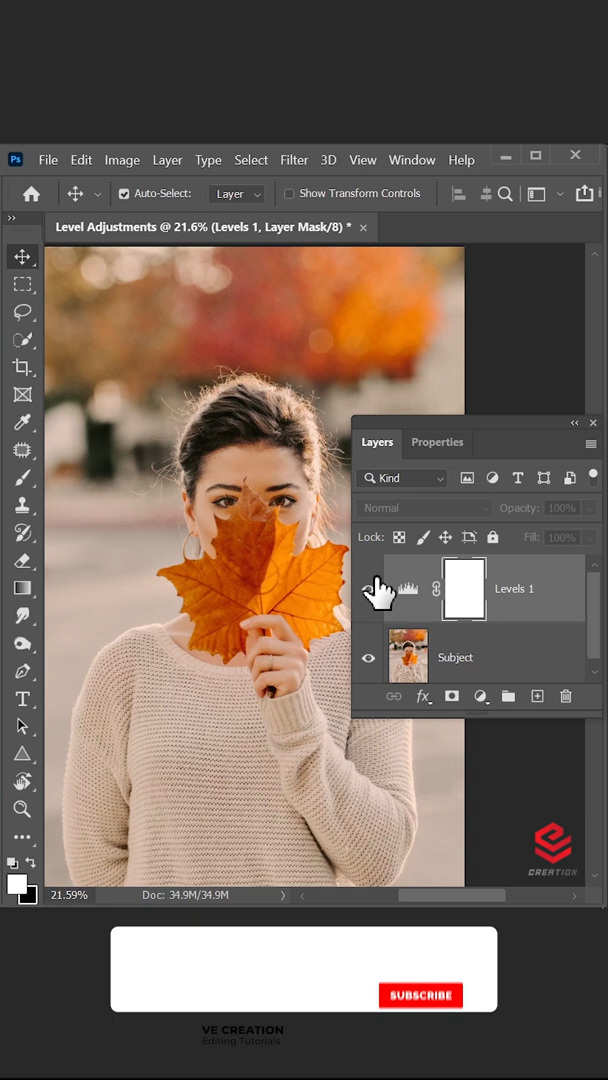 Ps File Edit Image Layer Type Select Filter 3D View Window Help
Auto-Select: Layer Show Transform Controls
Level Adjustments @ 21.6% (Levels 1, Layer Mask/8) *
Layers Properties
Kind
Normal Opacity: 100%
Lock: Fill: 100%
Levels 1
Subject
fx
CREATION
21.59% Doc: 34.9M/34.9M
SUBSCRIBE
VE CREATION
Editing Tutorials